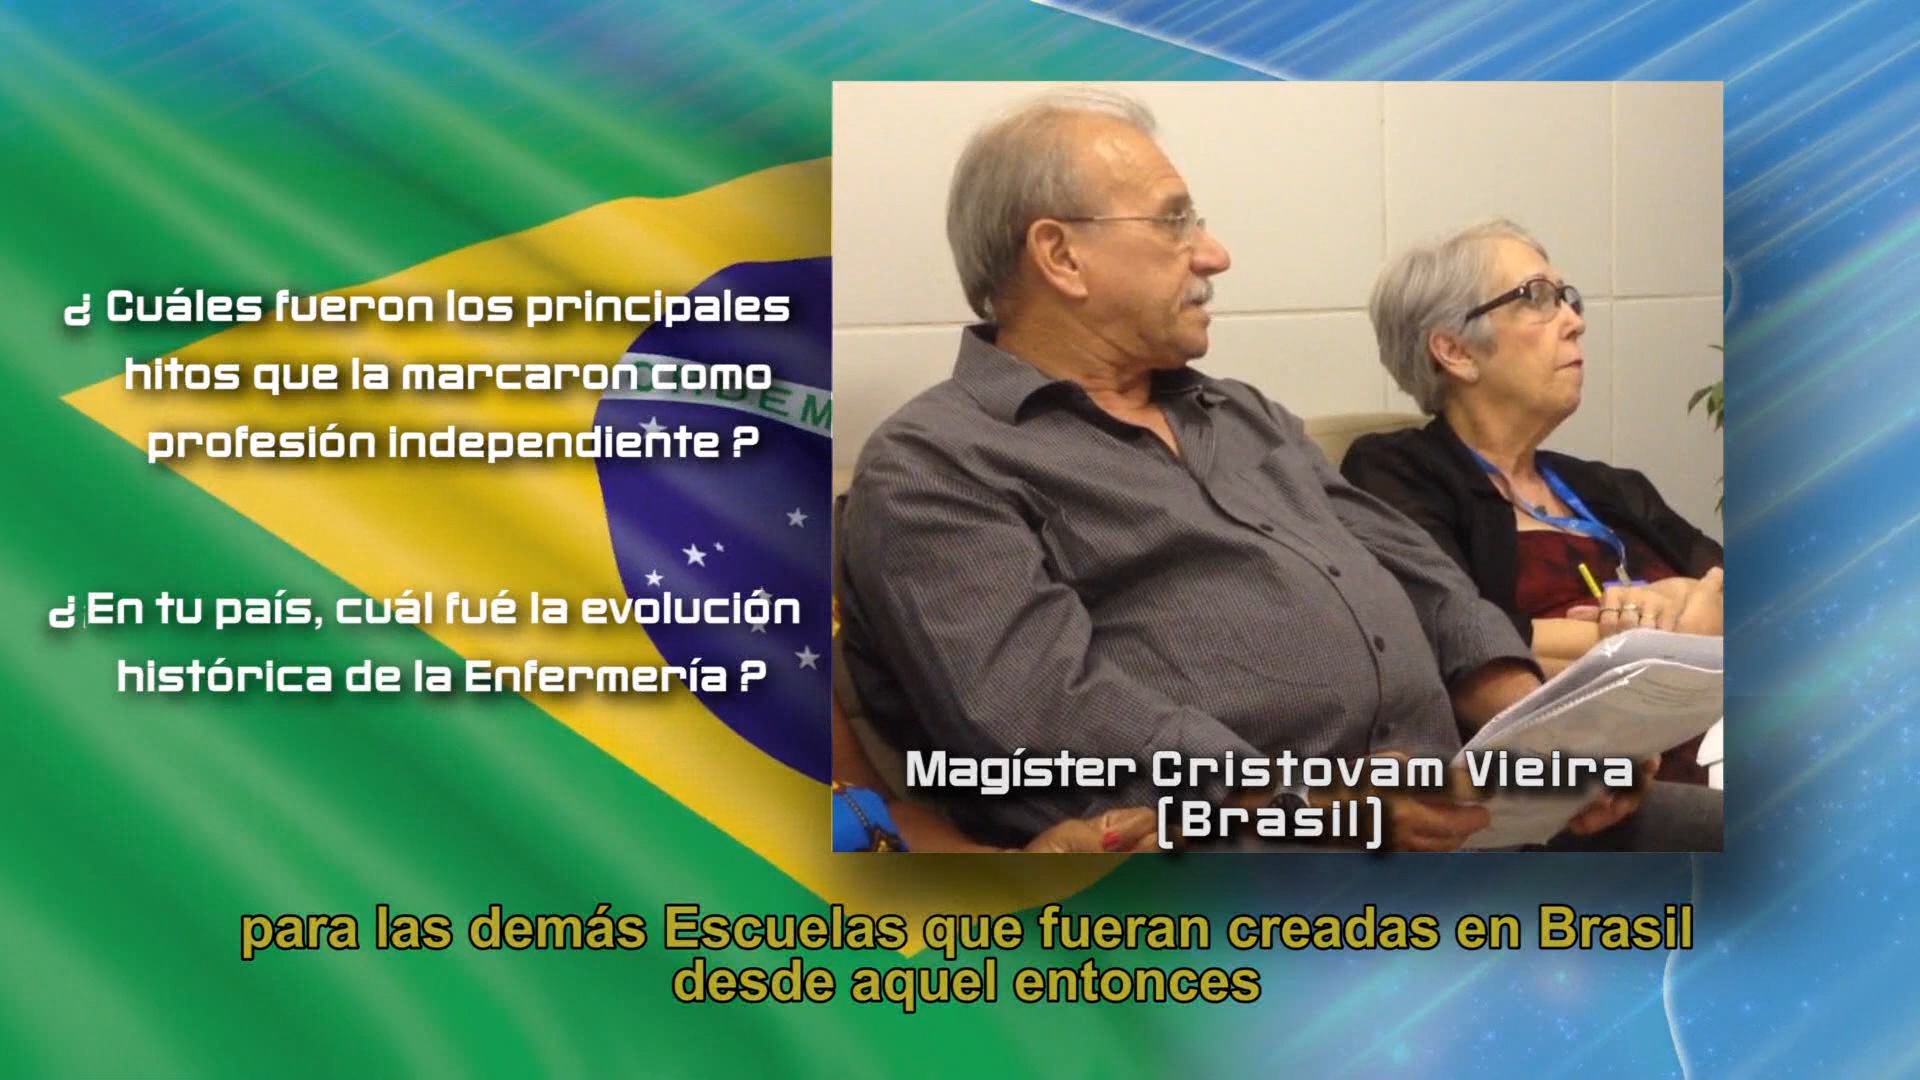 ¿ Cuáles fueron los principales
hitos que la marcaron como
profesión independiente ?
¿ En tu país, cuál fué la evolución
histórica de la Enfermería ?
Magíster Cristovam Vieira
(Brasil)
para las demás Escuelas que fueran creadas en Brasil
desde aquel entonces